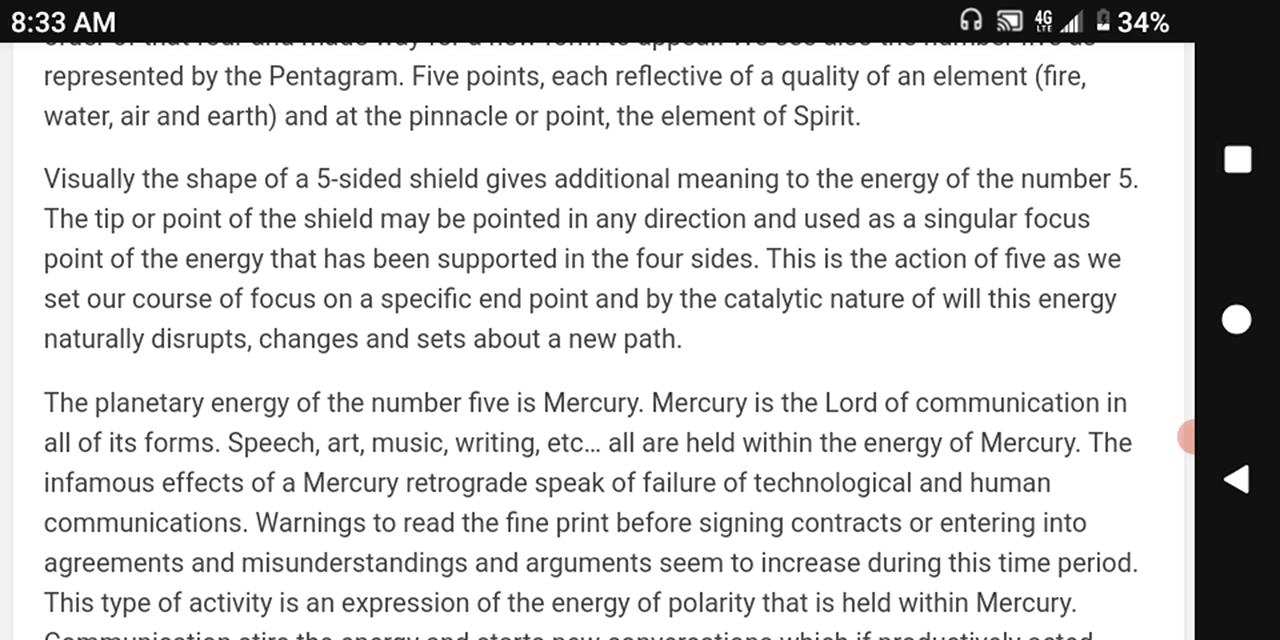 8:33 AM
4G
LTE
34%
represented by the Pentagram. Five points, each reflective of a quality of an element (fire,
water, air and earth) and at the pinnacle or point, the element of Spirit.
Visually the shape of a 5-sided shield gives additional meaning to the energy of the number 5.
The tip or point of the shield may be pointed in any direction and used as a singular focus
point of the energy that has been supported in the four sides. This is the action of five as we
set our course of focus on a specific end point and by the catalytic nature of will this energy
naturally disrupts, changes and sets about a new path.
The planetary energy of the number five is Mercury. Mercury is the Lord of communication in
all of its forms. Speech, art, music, writing, etc... all are held within the energy of Mercury. The
infamous effects of a Mercury retrograde speak of failure of technological and human
communications. Warnings to read the fine print before signing contracts or entering into
agreements and misunderstandings and arguments seem to increase during this time period.
This type of activity is an expression of the energy of polarity that is held within Mercury.